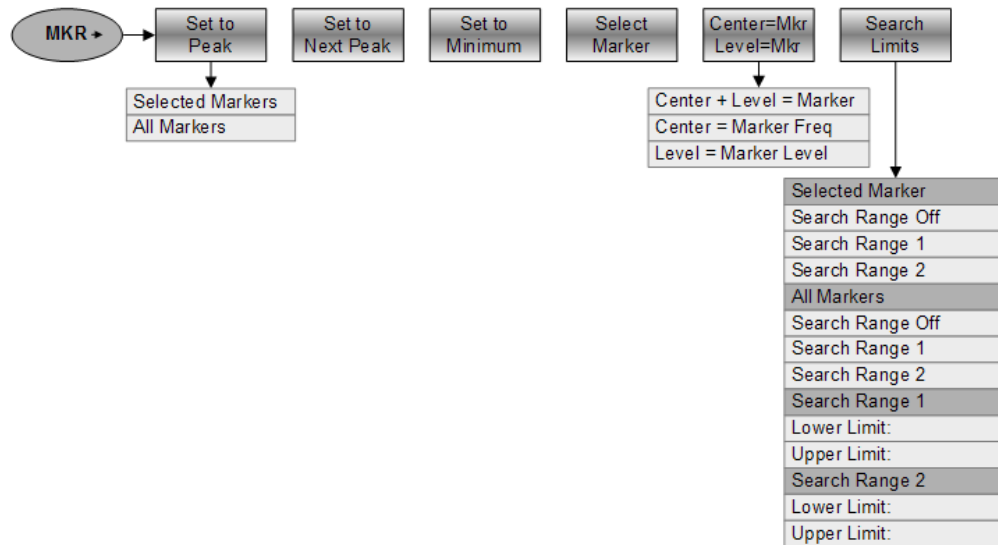 MKR
Set to
Peak
Set to
Next Peak
Set to
Minimum
Select
Marker
Center=Mkr
Level=Mkr
Search
Limits
Selected Markers
All Markers
Center + Level = Marker
Center = Marker Freq
Level = Marker Level
Selected Marker
Search Range Off
Search Range 1
Search Range 2
All Markers
Search Range Off
Search Range 1
Search Range 2
Search Range 1
Lower Limit:
Upper Limit:
Search Range 2
Lower Limit:
Upper Limit: